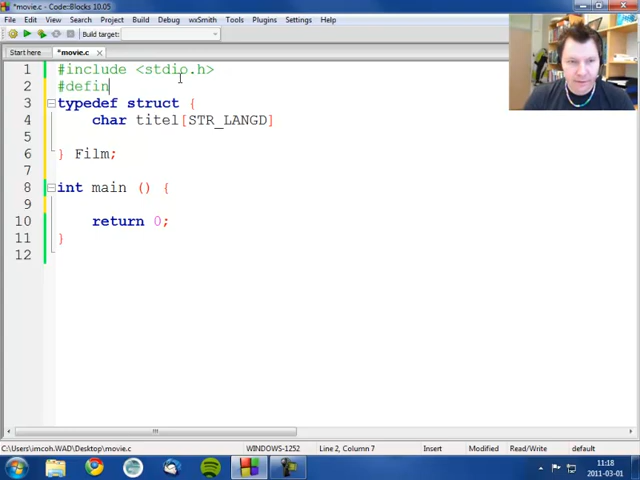 *movie.c - Code::Blocks 10.05
File Edit View Search Project Build Debug wxSmith Tools Plugins Settings Help
Build target:
Start here *movie.c
1 #include <stdio.h>
2 #defin
3 typedef struct {
4 char titel[STR_LANGD]
5
6 } Film;
7
8 int main () {
9
10 return 0;
11 }
12
C:\Users\imcoh.WAD\Desktop\movie.c WINDOWS-1252 Line 2, Column 7 Insert Modified Read/Write default
11:18
2011-03-01